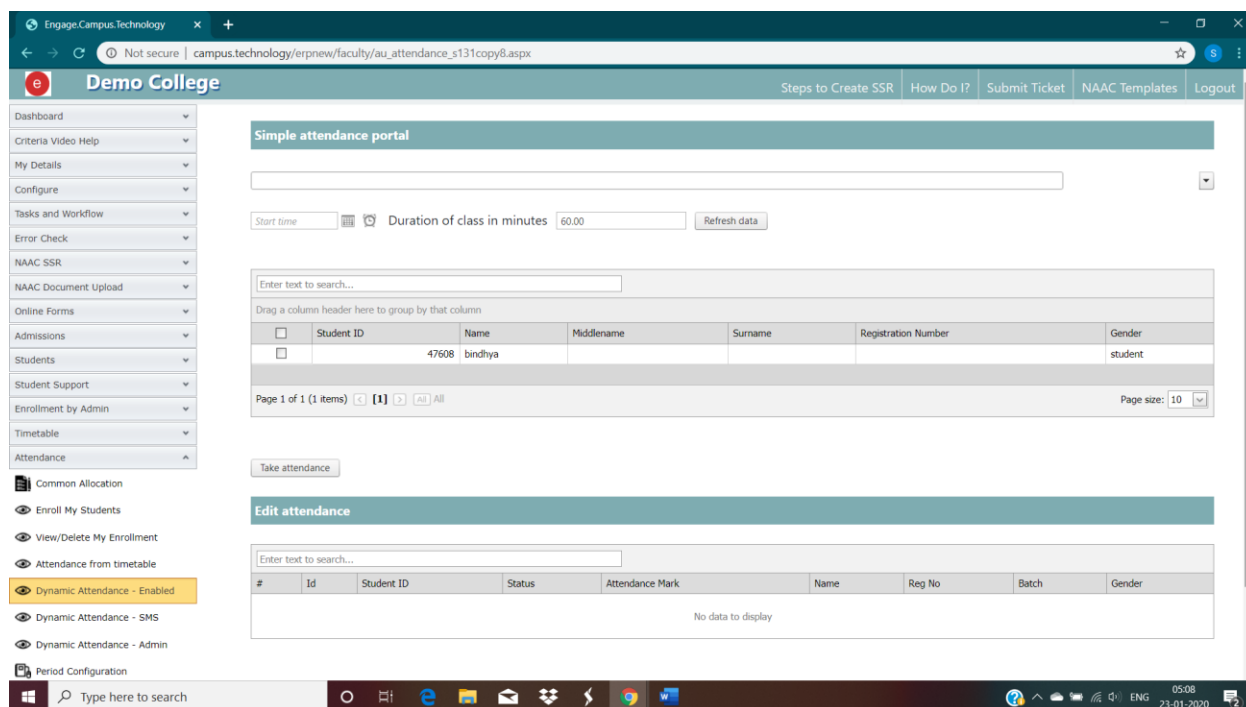 Engage.Campus.Technology
Not secure | campus.technology/erpnew/faculty/au_attendance_s131copy8.aspx
S
e Demo College
Steps to Create SSR How Do I? Submit Ticket NAAC Templates Logout
Dashboard
Criteria Video Help
My Details
Configure
Tasks and Workflow
Error Check
NAAC SSR
NAAC Document Upload
Online Forms
Admissions
Students
Student Support
Enrollment by Admin
Timetable
Attendance
Common Allocation
Enroll My Students
View/Delete My Enrollment
Attendance from timetable
Dynamic Attendance - Enabled
Dynamic Attendance - SMS
Dynamic Attendance - Admin
Period Configuration
Simple attendance portal
Start time Duration of class in minutes 60.00 Refresh data
Enter text to search...
Drag a column header here to group by that column
Student ID Name Middlename Surname Registration Number Gender
47608 bindhya student
Page 1 of 1 (1 items) [1] All All Page size: 10
Take attendance
Edit attendance
Enter text to search...
# Id Student ID Status Attendance Mark Name Reg No Batch Gender
No data to display
Type here to search
ENG
05:08
23-01-2020
2